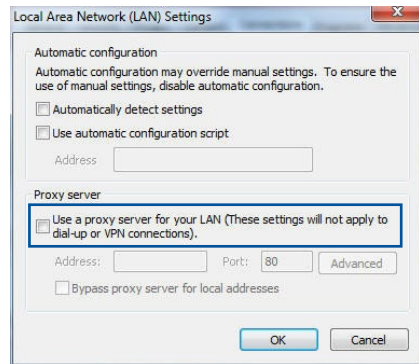 Local Area Network (LAN) Settings
Automatic configuration
Automatic configuration may override manual settings. To ensure the
use of manual settings, disable automatic configuration.
Automatically detect settings
Use automatic configuration script
Address
Proxy server
Use a proxy server for your LAN (These settings will not apply to
dial-up or VPN connections).
Address: Port: 80 Advanced
Bypass proxy server for local addresses
OK Cancel